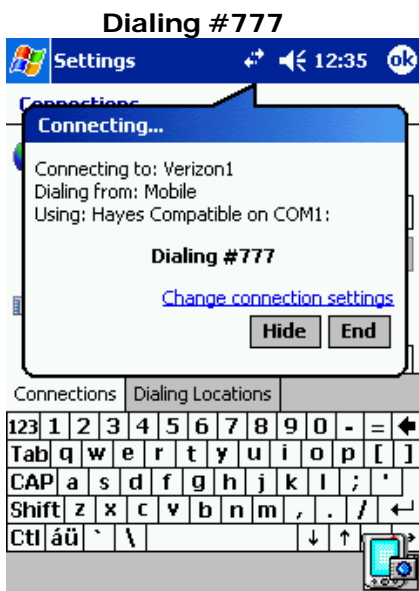 Dialing #777
Settings 12:35 ok
Connections
Connecting...
Connecting to: Verizon1
Dialing from: Mobile
Using: Hayes Compatible on COM1:
Dialing #777
Change connection settings
Hide End
Connections Dialing Locations
123 1 2 3 4 5 6 7 8 9 0 - =
Tab q w e r t y u i o p [ ]
CAP a s d f g h j k l ; '
Shift z x c v b n m , . /
Ctl áü ` \